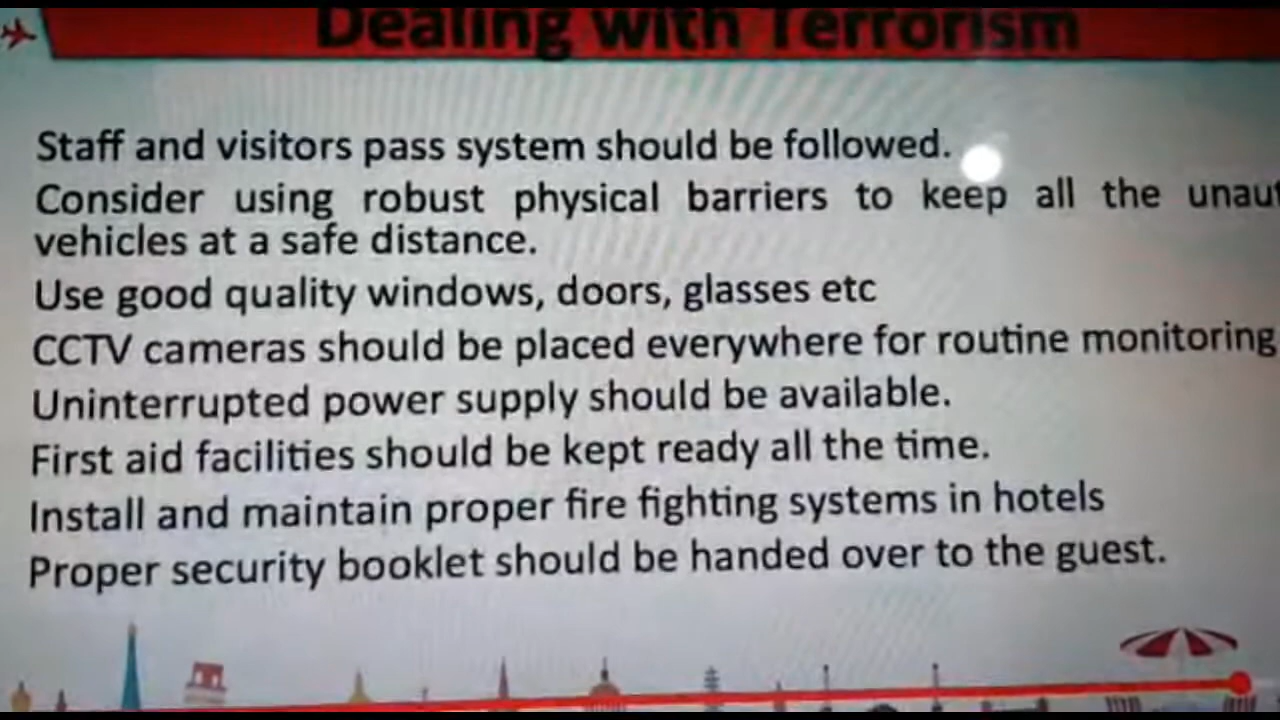 Dealing with Terrorism
Staff and visitors pass system should be followed.
Consider using robust physical barriers to keep all the
vehicles at a safe distance.
Use good quality windows, doors, glasses etc
CCTV cameras should be placed everywhere for routine monitoring
Uninterrupted power supply should be available.
First aid facilities should be kept ready all the time.
Install and maintain proper fire fighting systems in hotels
Proper security booklet should be handed over to the guest.